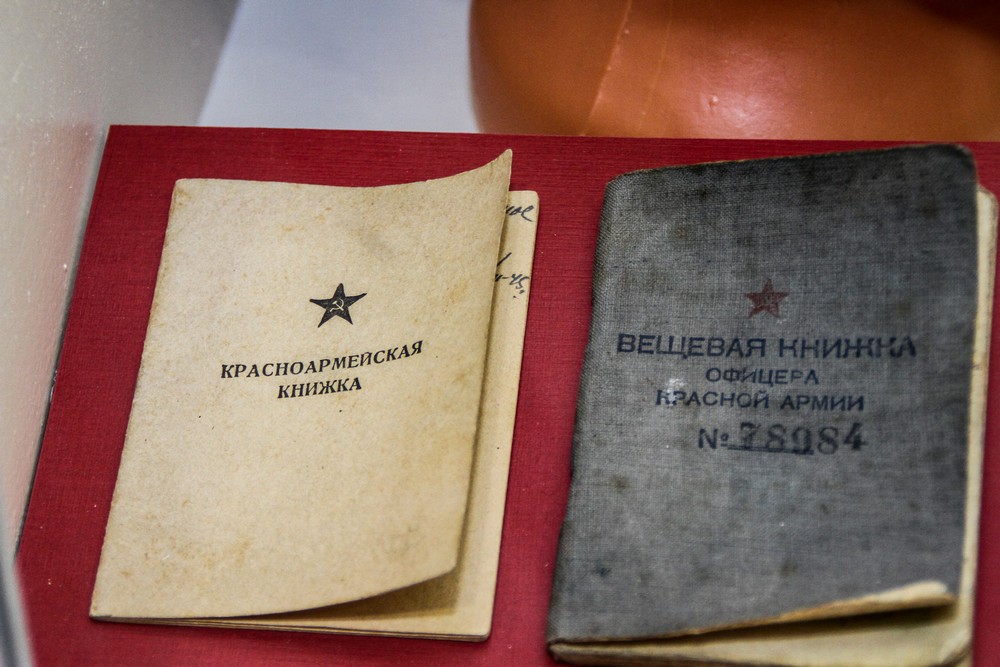 КРАСНОАРМЕЙСКАЯ
КНИЖКА
ВЕЩЕВАЯ КНИЖКА
ОФИЦЕРА
КРАСНОЙ АРМИИ
№ 78984